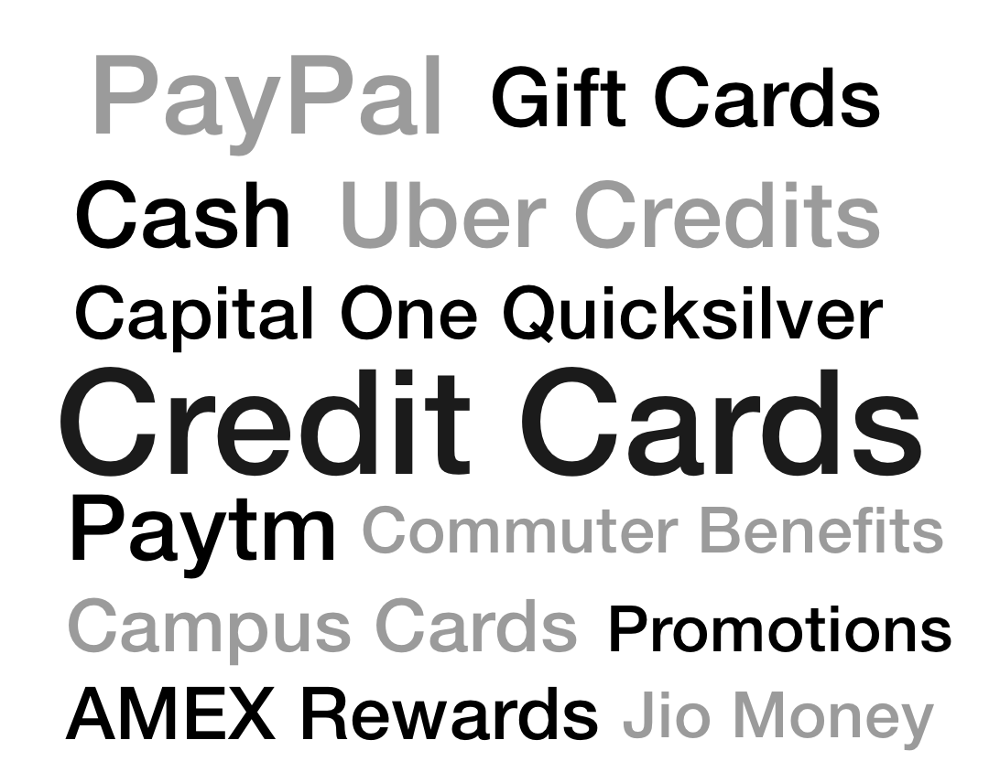 PayPal Gift Cards
Cash Uber Credits
Capital One Quicksilver
Credit Cards
Paytm Commuter Benefits
Campus Cards Promotions
AMEX Rewards Jio Money